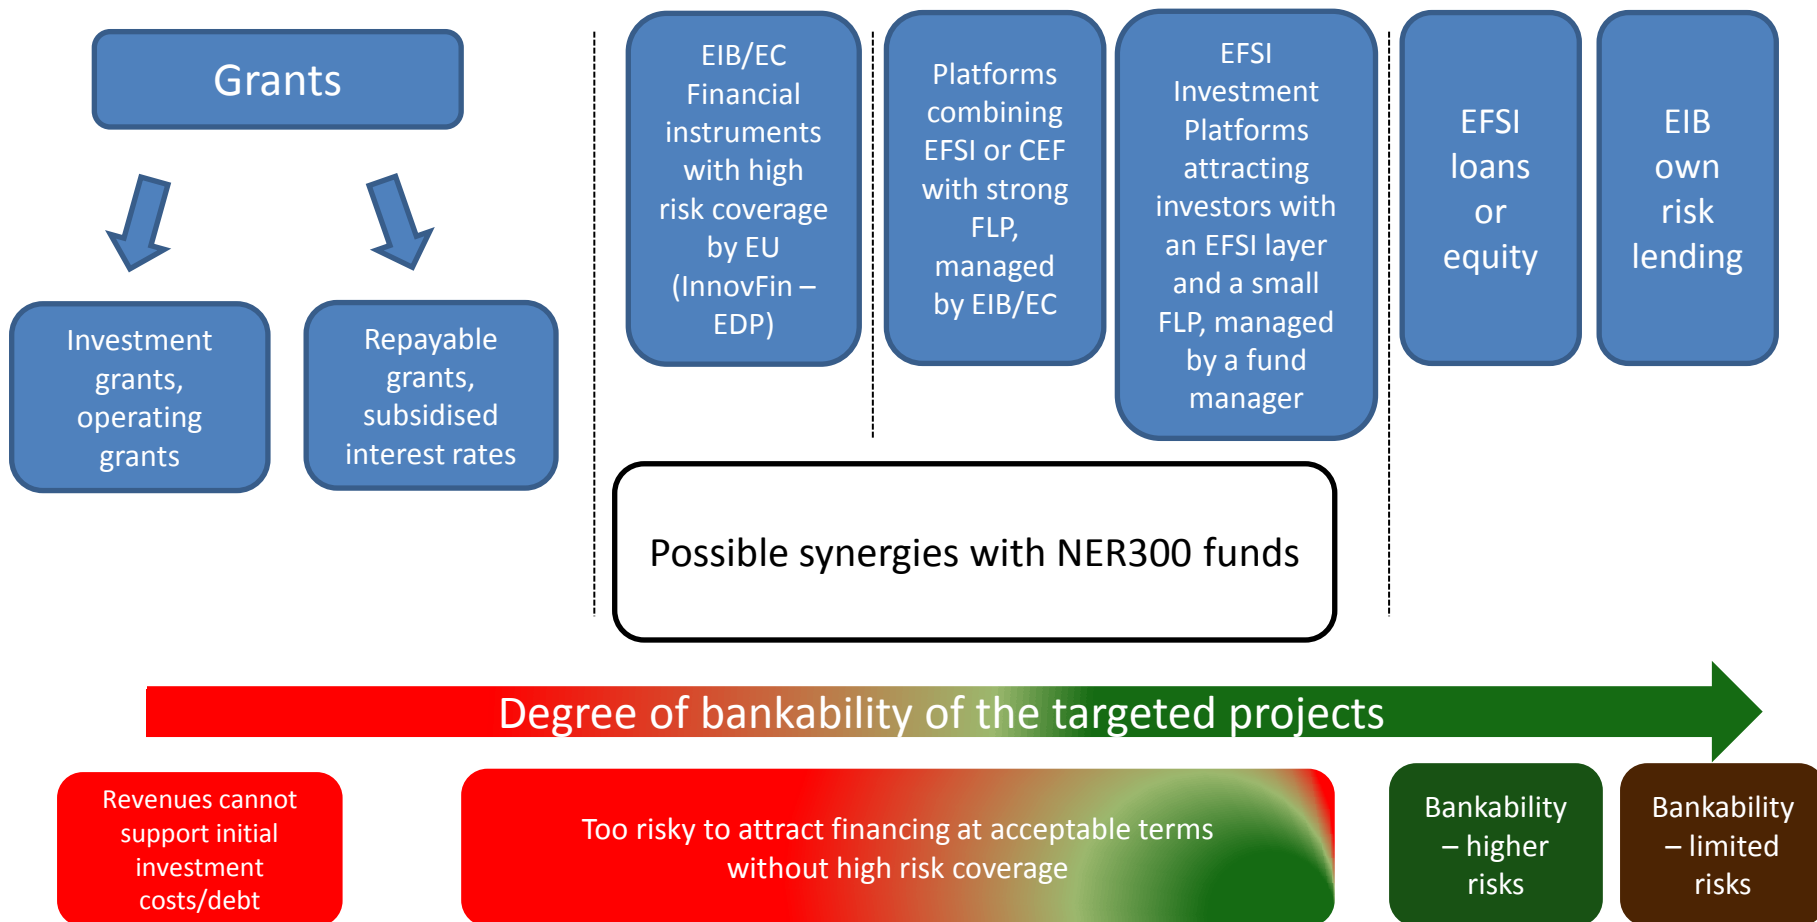 Grants
Investment
grants,
operating
grants
Repayable
grants,
subsidised
interest rates
EIB/EC
Financial
instruments
with high
risk coverage
by EU
(InnovFin –
EDP)
Platforms
combining
EFSI or CEF
with strong
FLP,
managed
by EIB/EC
EFSI
Investment
Platforms
attracting
investors with
an EFSI layer
and a small
FLP, managed
by a fund
manager
EFSI
loans
or
equity
EIB
own
risk
lending
Possible synergies with NER300 funds
Degree of bankability of the targeted projects
Revenues cannot
support initial
investment
costs/debt
Too risky to attract financing at acceptable terms
without high risk coverage
Bankability
– higher
risks
Bankability
– limited
risks